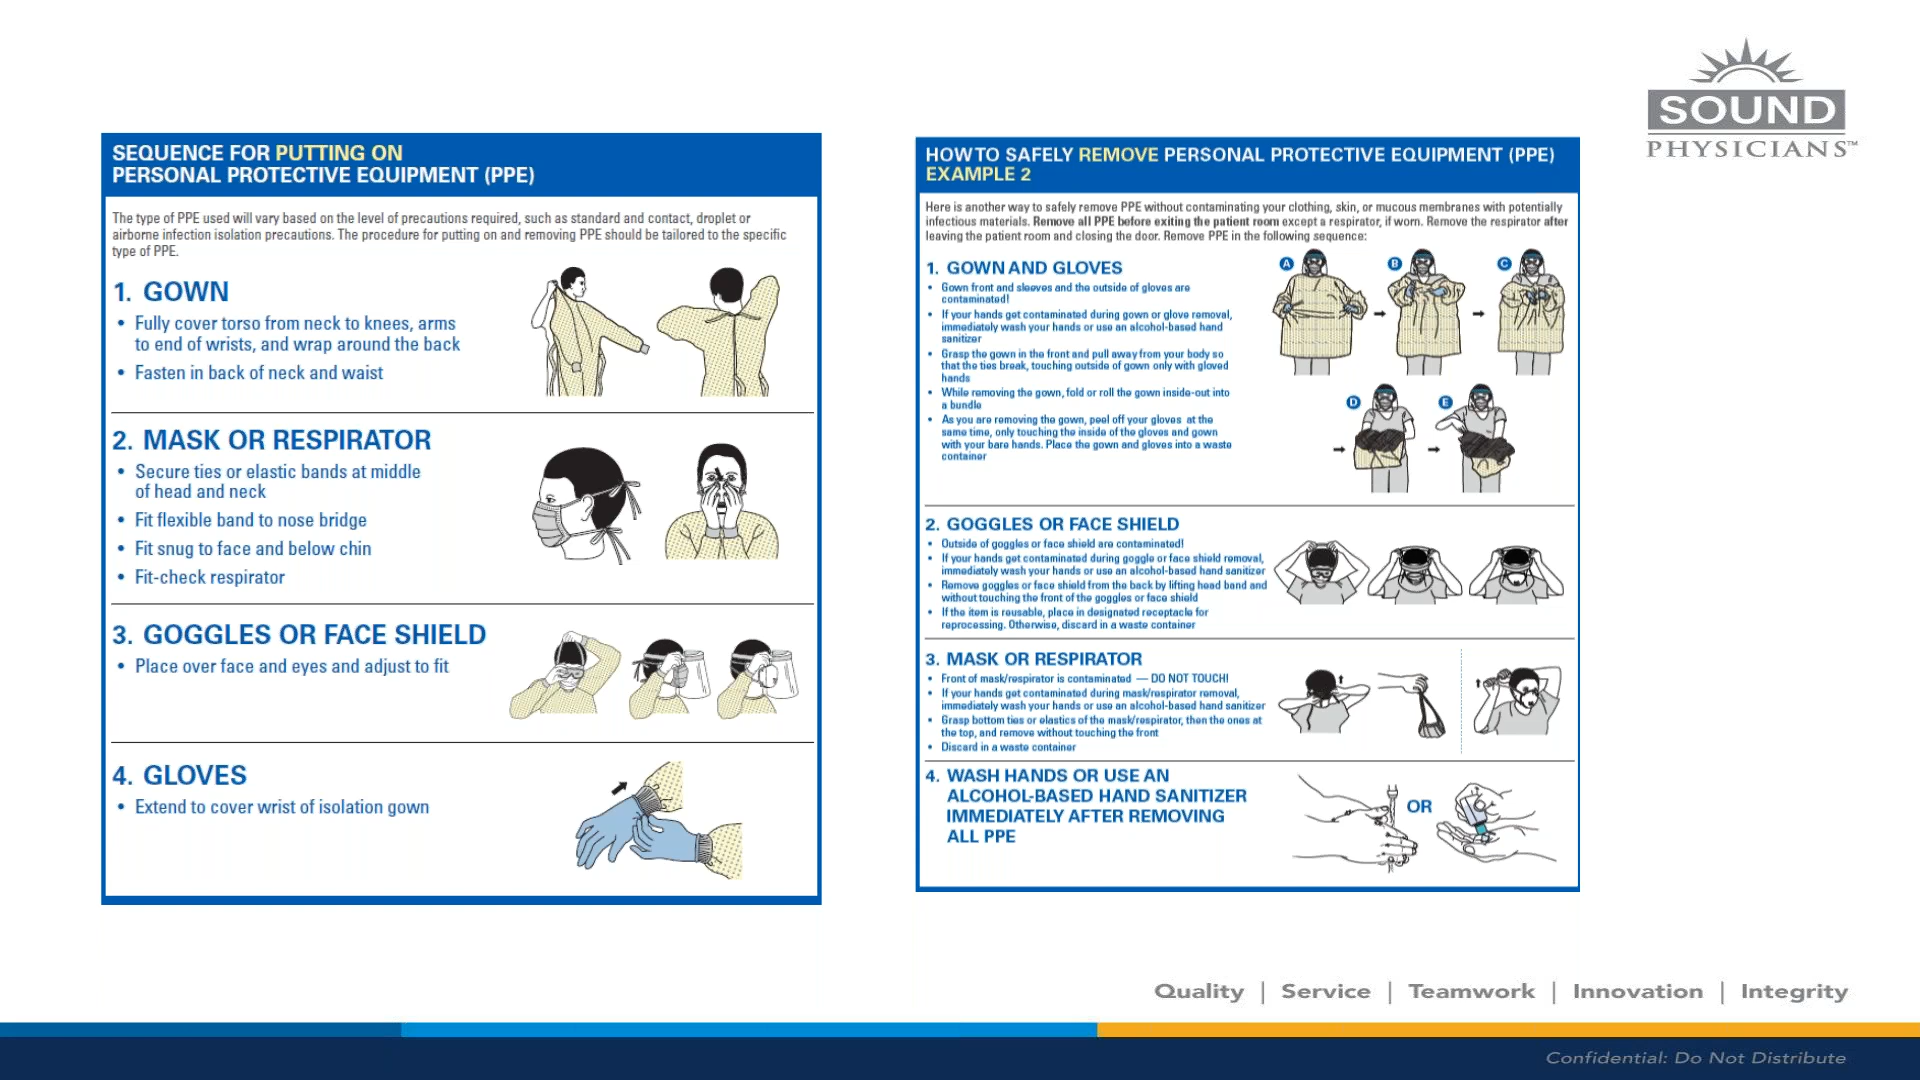 SOUND
PHYSICIANS™
SEQUENCE FOR PUTTING ON
PERSONAL PROTECTIVE EQUIPMENT (PPE)
The type of PPE used will vary based on the level of precautions required, such as standard and contact, droplet or
airborne infection isolation precautions. The procedure for putting on and removing PPE should be tailored to the specific
type of PPE.
1. GOWN
• Fully cover torso from neck to knees, arms
to end of wrists, and wrap around the back
• Fasten in back of neck and waist
2. MASK OR RESPIRATOR
• Secure ties or elastic bands at middle
of head and neck
• Fit flexible band to nose bridge
• Fit snug to face and below chin
• Fit-check respirator
3. GOGGLES OR FACE SHIELD
• Place over face and eyes and adjust to fit
4. GLOVES
• Extend to cover wrist of isolation gown
HOW TO SAFELY REMOVE PERSONAL PROTECTIVE EQUIPMENT (PPE)
EXAMPLE 2
Here is another way to safely remove PPE without contaminating your clothing, skin, or mucous membranes with potentially
infectious materials. Remove all PPE before exiting the patient room except a respirator, if worn. Remove the respirator after
leaving the patient room and closing the door. Remove PPE in the following sequence:
1. GOWN AND GLOVES
• Gown front and sleeves and the outside of gloves are
contaminated!
• If your hands get contaminated during gown or glove removal,
immediately wash your hands or use an alcohol-based hand
sanitizer
• Grasp the gown in the front and pull away from your body so
that the ties break, touching outside of gown only with gloved
hands
• While removing the gown, fold or roll the gown inside-out into
a bundle
• As you are removing the gown, peel off your gloves at the
same time, only touching the inside of the gloves and gown
with your bare hands. Place the gown and gloves into a waste
container
A
B
C
D
E
2. GOGGLES OR FACE SHIELD
• Outside of goggles or face shield are contaminated!
• If your hands get contaminated during goggle or face shield removal,
immediately wash your hands or use an alcohol-based hand sanitizer
• Remove goggles or face shield from the back by lifting head band and
without touching the front of the goggles or face shield
• If the item is reusable, place in designated receptacle for
reprocessing. Otherwise, discard in a waste container
3. MASK OR RESPIRATOR
• Front of mask/respirator is contaminated — DO NOT TOUCH!
• If your hands get contaminated during mask/respirator removal,
immediately wash your hands or use an alcohol-based hand sanitizer
• Grasp bottom ties or elastics of the mask/respirator, then the ones at
the top, and remove without touching the front
• Discard in a waste container
4. WASH HANDS OR USE AN
ALCOHOL-BASED HAND SANITIZER
IMMEDIATELY AFTER REMOVING
ALL PPE
OR
Quality | Service | Teamwork | Innovation | Integrity
Confidential: Do Not Distribute